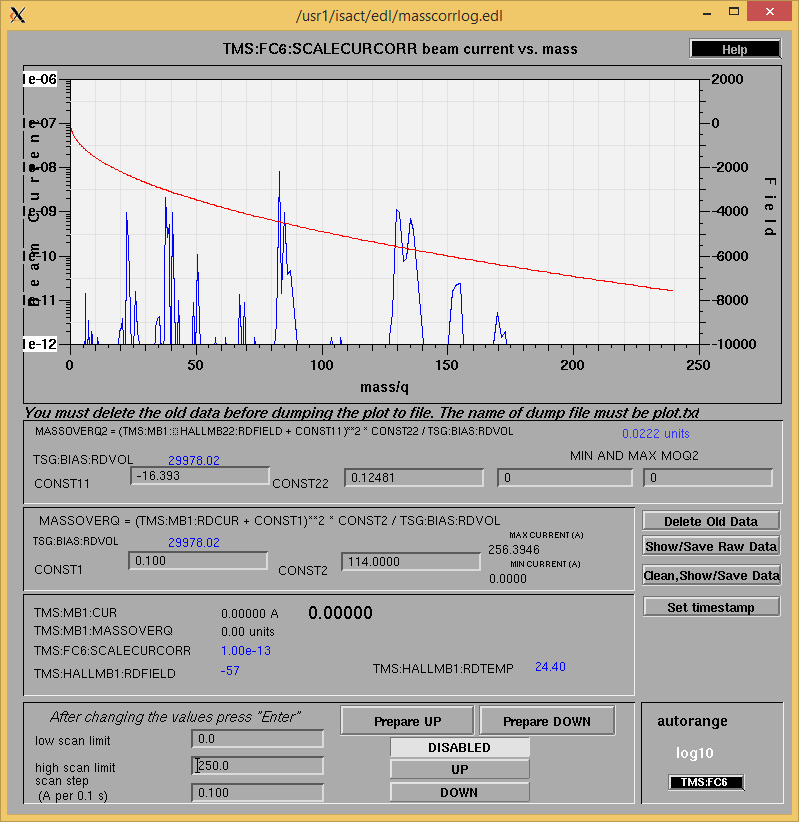 /usr1/isact/edl/masscorrlog.edl
TMS:FC6:SCALECURCORR beam current vs. mass
Help
Beam Current
1e-06
1e-07
1e-08
1e-09
1e-10
1e-11
1e-12
2000
0
-2000
-4000
-6000
-8000
-10000
Field
0 50 100 150 200 250
mass/q
You must delete the old data before dumping the plot to file. The name of dump file must be plot.txt
MASSOVERQ2 = (TMS:MB1:HALLMB22:RDFIELD + CONST11)**2 * CONST22 / TSG:BIAS:RDVOL
0.0222 units
TSG:BIAS:RDVOL 29978.02
MIN AND MAX MOQ2
CONST11 -16.393 CONST22 0.12481 0 0
MASSOVERQ = (TMS:MB1:RDCUR + CONST1)**2 * CONST2 / TSG:BIAS:RDVOL
TSG:BIAS:RDVOL 29978.02
MAX CURRENT (A)
256.3946
CONST1 0.100 CONST2 114.0000
MIN CURRENT (A)
0.0000
Delete Old Data
Show/Save Raw Data
Clean,Show/Save Data
Set timestamp
TMS:MB1:CUR 0.00000 A 0.00000
TMS:MB1:MASSOVERQ 0.00 units
TMS:FC6:SCALECURCORR 1.00e-13
TMS:HALLMB1:RDFIELD -57
TMS:HALLMB1:RDTEMP 24.40
After changing the values press "Enter"
low scan limit 0.0
high scan limit 250.0
scan step
(A per 0.1 s) 0.100
Prepare UP
Prepare DOWN
DISABLED
UP
DOWN
autorange
log10
TMS:FC6